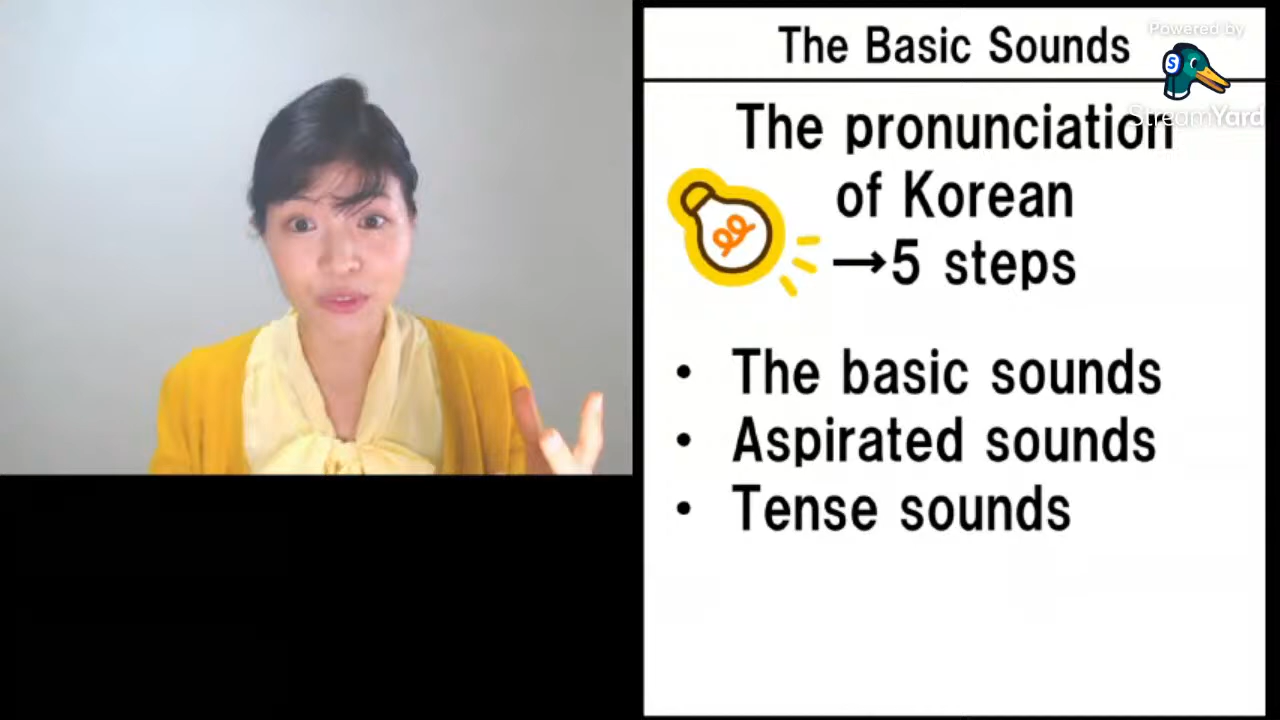 The Basic Sounds
Powered by
S
StreamYard
The pronunciation
of Korean
→5 steps
• The basic sounds
• Aspirated sounds
• Tense sounds